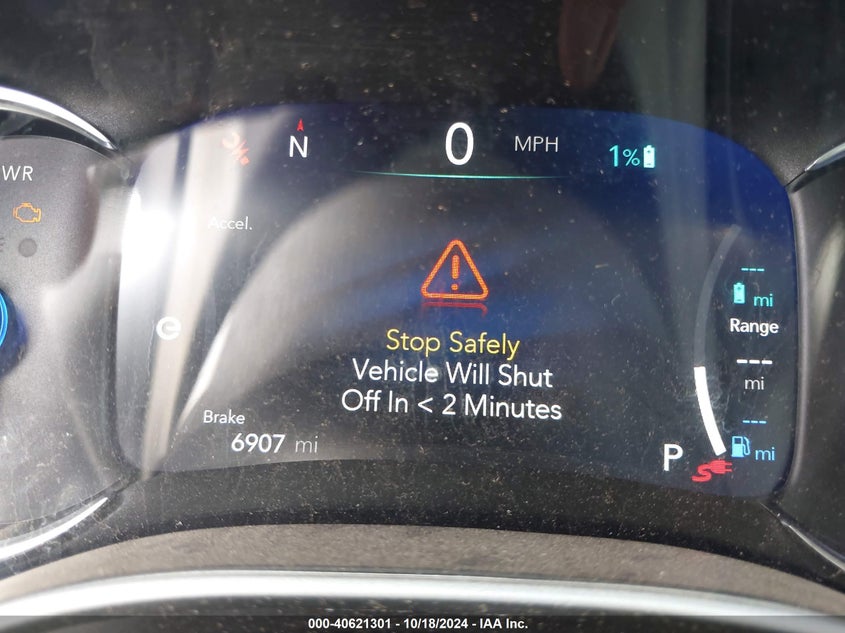 WR
N
0 MPH
1%
Accel.
Stop Safely
Vehicle Will Shut
Off In < 2 Minutes
--- mi
Range
--- mi
--- mi
Brake
6907 mi
P
000-40621301 - 10/18/2024 - IAA Inc.